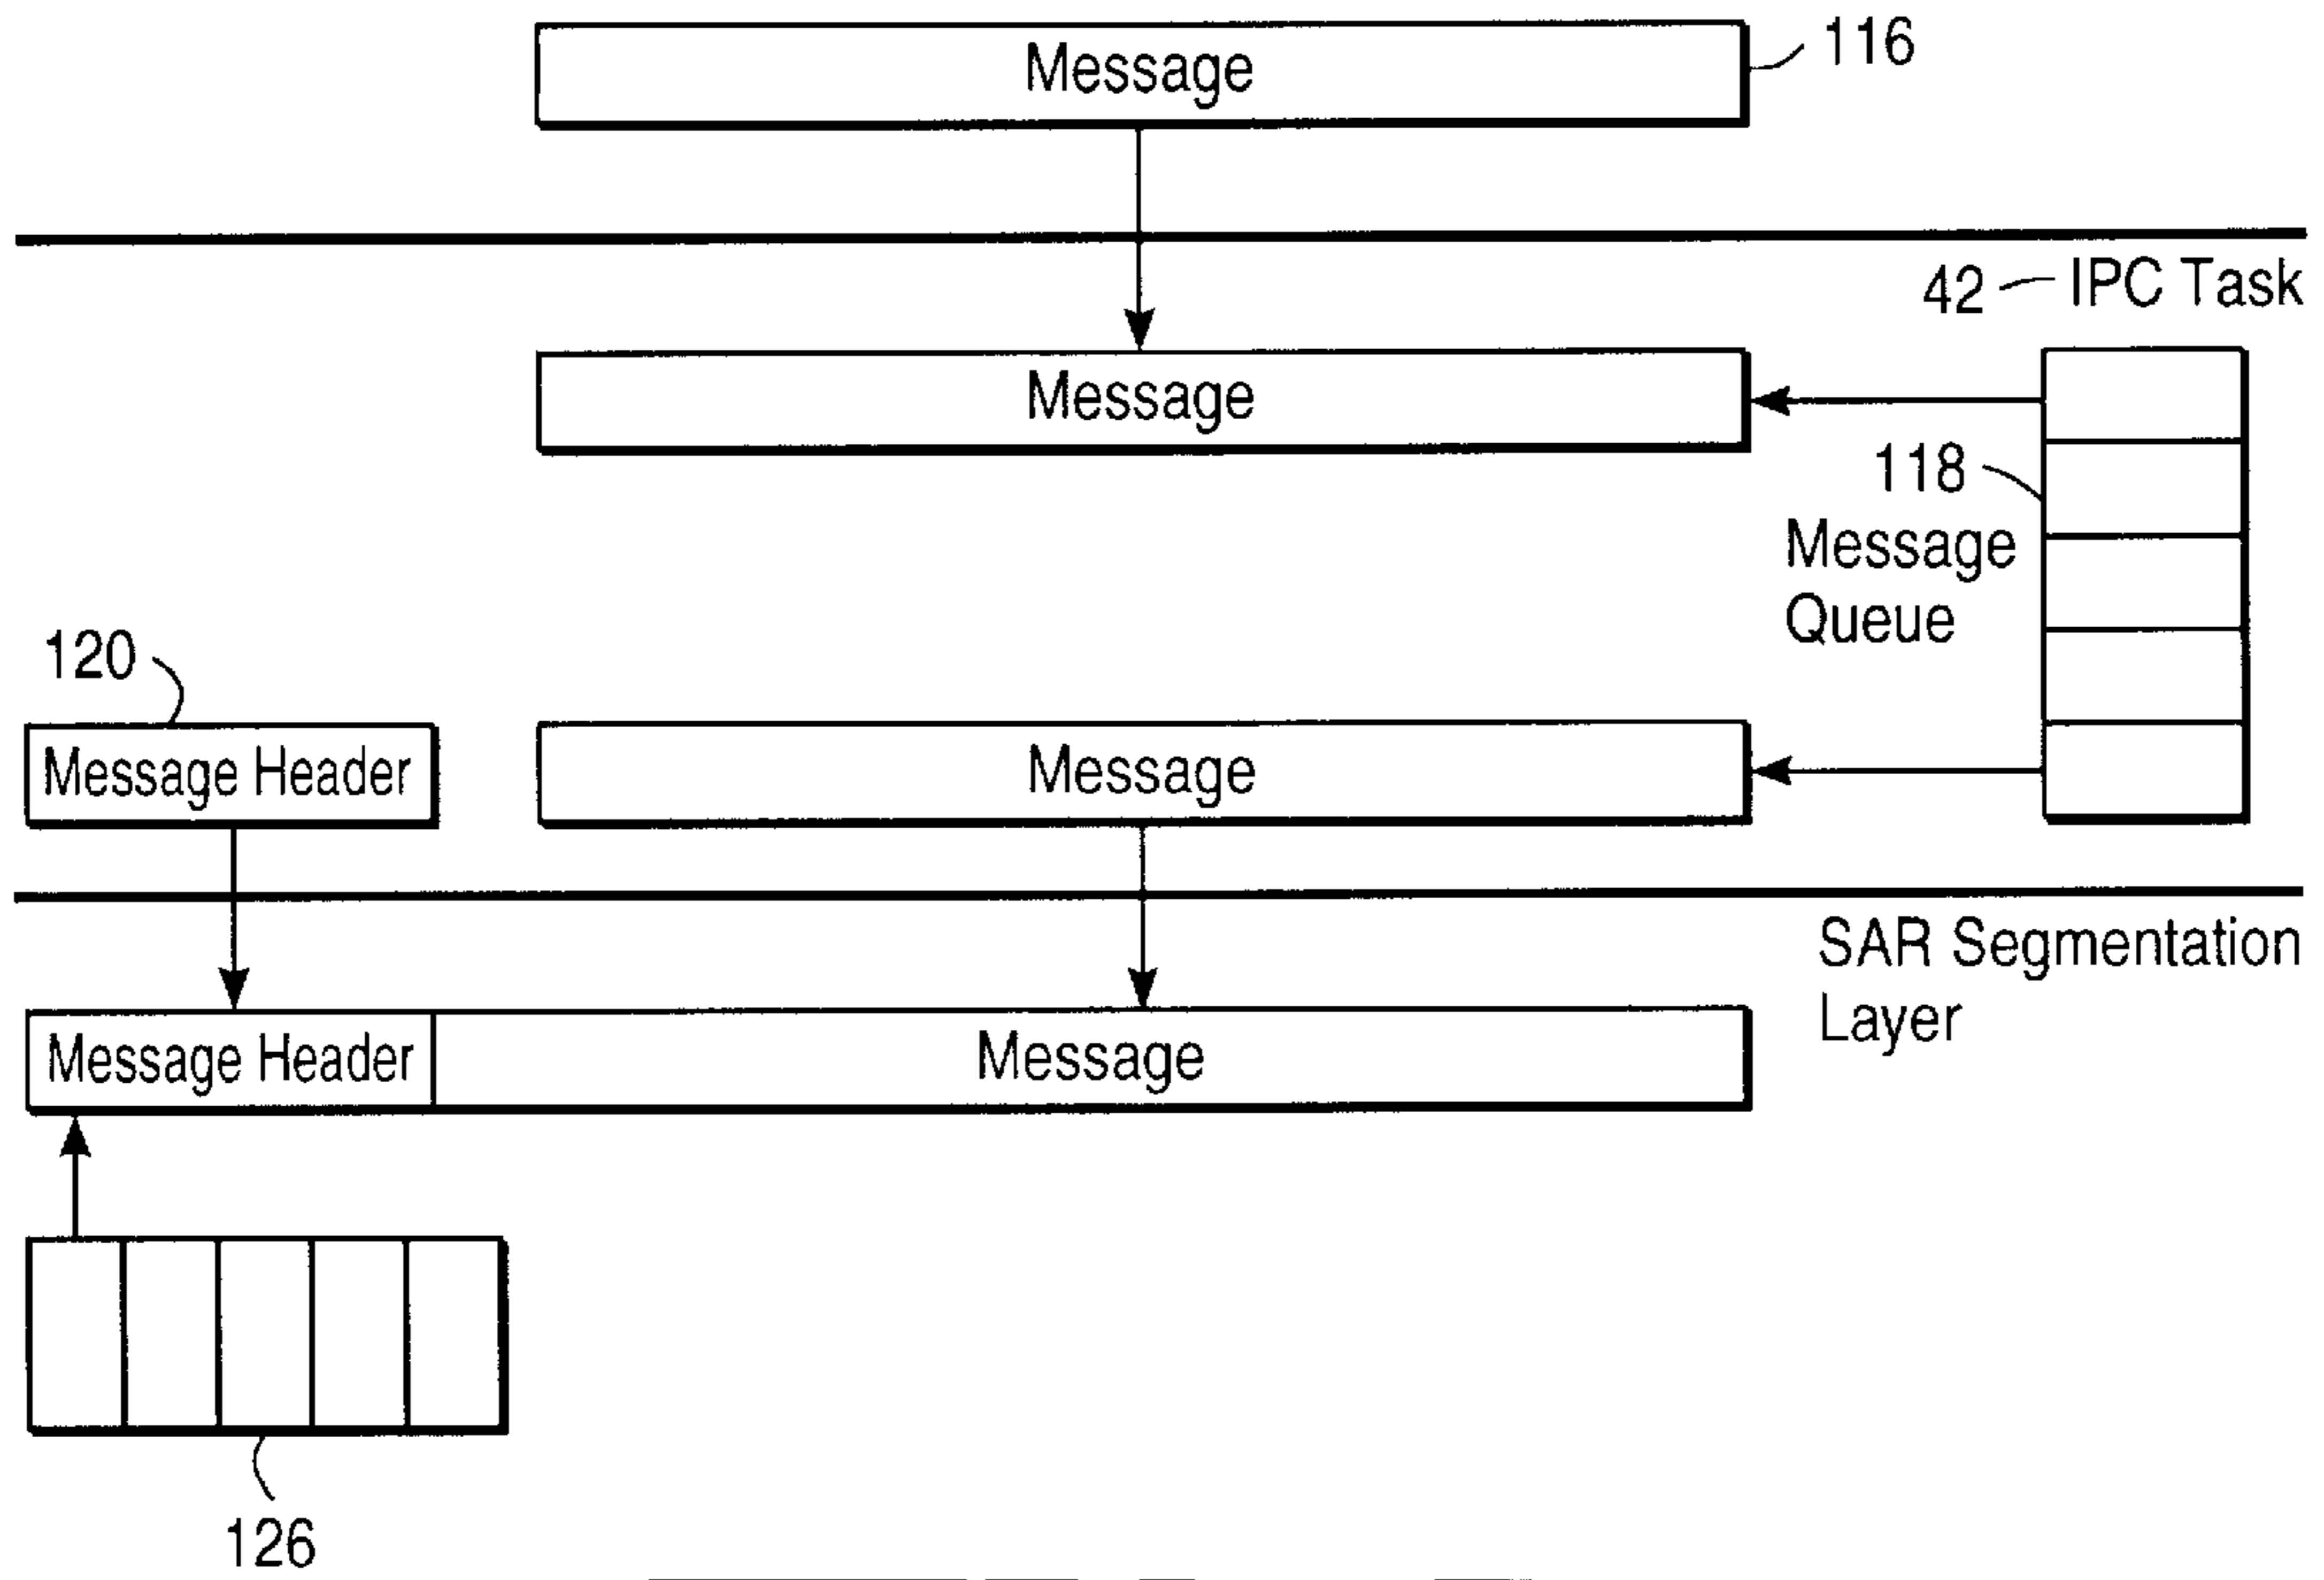 Message
116
42
IPC Task
Message
118
Message
Queue
120
Message Header
Message
SAR Segmentation
Layer
Message Header
Message
126